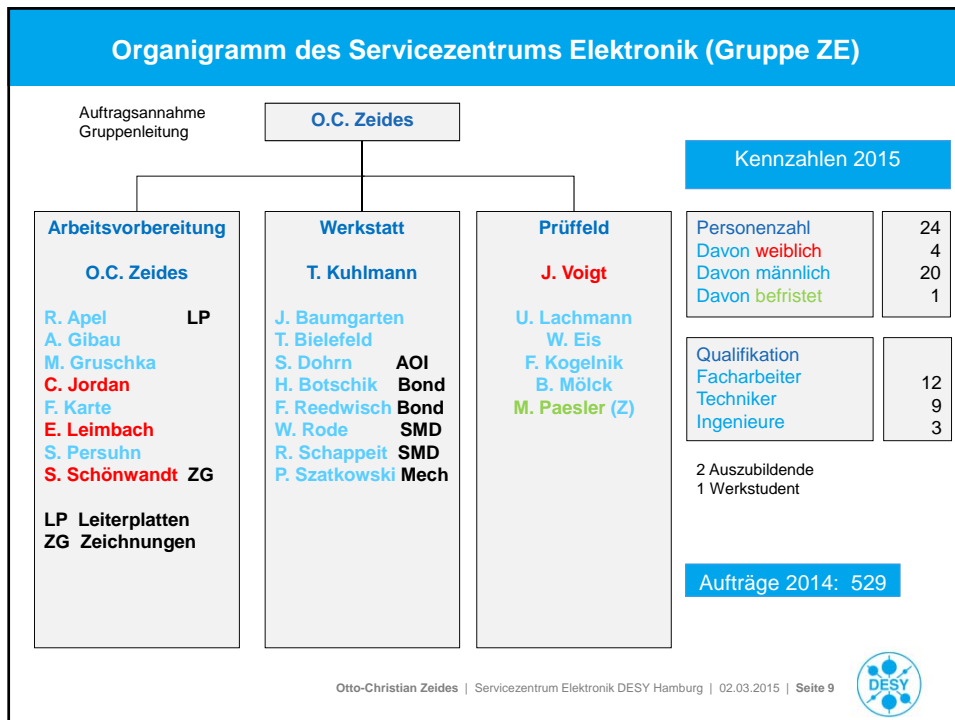 Organigramm des Servicezentrums Elektronik (Gruppe ZE)
Auftragsannahme
Gruppenleitung
O.C. Zeides
Arbeitsvorbereitung
O.C. Zeides
R. Apel LP
A. Gibau
M. Gruschka
C. Jordan
F. Karte
E. Leimbach
S. Persuhn
S. Schönwandt ZG
LP Leiterplatten
ZG Zeichnungen
Werkstatt
T. Kuhlmann
J. Baumgarten
T. Bielefeld
S. Dohrn AOI
H. Botschik Bond
F. Reedwisch Bond
W. Rode SMD
R. Schappeit SMD
P. Szatkowski Mech
Prüffeld
J. Voigt
U. Lachmann
W. Eis
F. Kogelnik
B. Mölck
M. Paesler (Z)
Kennzahlen 2015
Personenzahl 24
Davon weiblich 4
Davon männlich 20
Davon befristet 1
Qualifikation
Facharbeiter 12
Techniker 9
Ingenieure 3
2 Auszubildende
1 Werkstudent
Aufträge 2014: 529
Otto-Christian Zeides | Servicezentrum Elektronik DESY Hamburg | 02.03.2015 | Seite 9
DESY